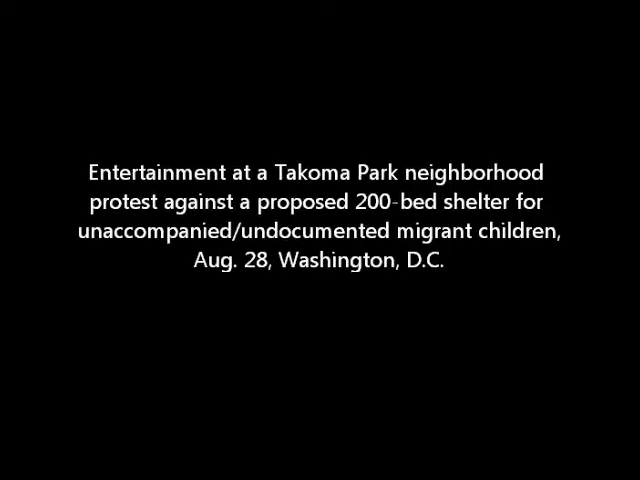 Entertainment at a Takoma Park neighborhood
protest against a proposed 200-bed shelter for
unaccompanied/undocumented migrant children,
Aug. 28, Washington, D.C.